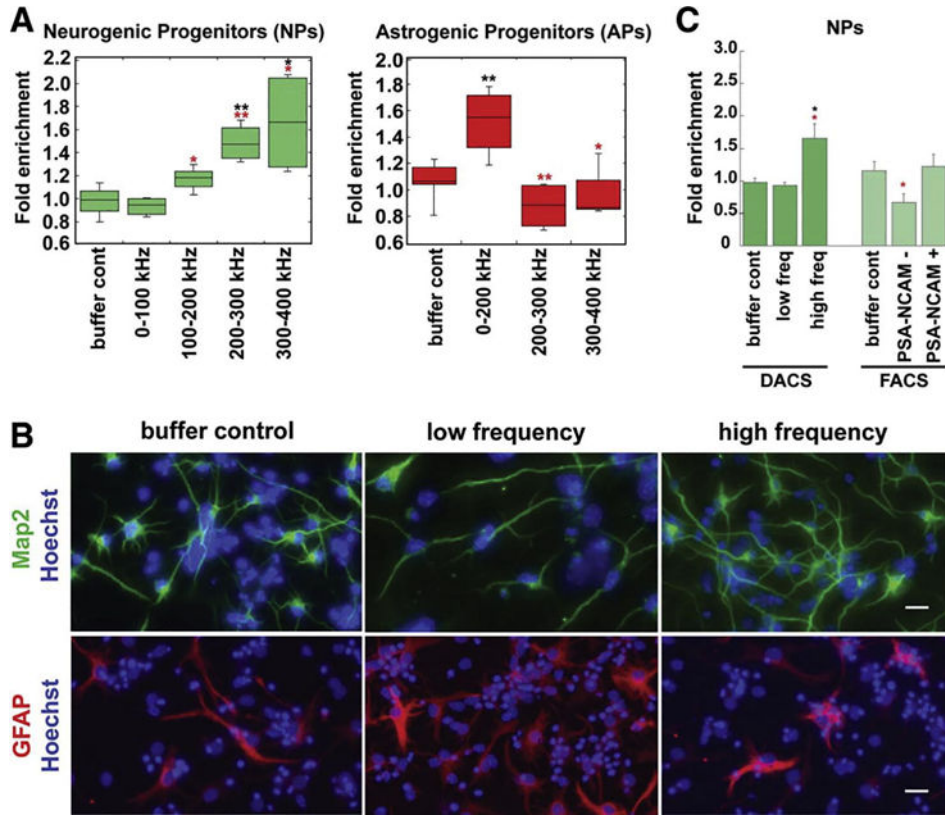 A
Neurogenic Progenitors (NPs)
Fold enrichment
2.2
2.0
1.8
1.6
1.4
1.2
1.0
0.8
0.6
*
*
**
**
*
buffer cont
0-100 kHz
100-200 kHz
200-300 kHz
300-400 kHz
Astrogenic Progenitors (APs)
Fold enrichment
2.0
1.8
1.6
1.4
1.2
1.0
0.8
0.6
**
**
*
buffer cont
0-200 kHz
200-300 kHz
300-400 kHz
C
NPs
Fold enrichment
3.0
2.5
2.0
1.5
1.0
0.5
0
*
*
*
buffer cont
low freq
high freq
buffer cont
PSA-NCAM -
PSA-NCAM +
DACS
FACS
B
buffer control
low frequency
high frequency
Map2
Hoechst
GFAP
Hoechst